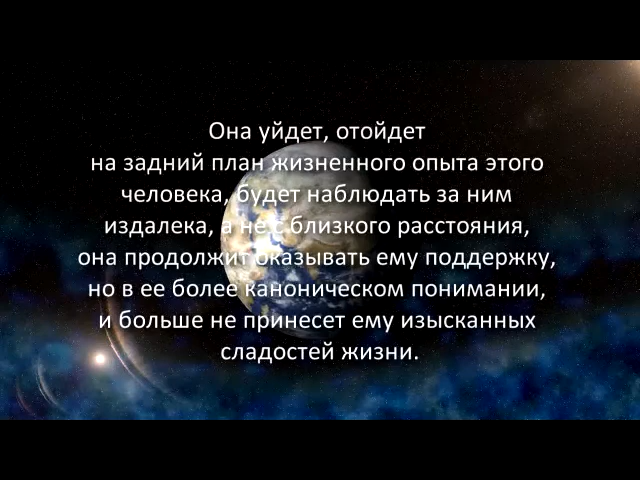 Она уйдет, отойдет
на задний план жизненного опыта этого
человека, будет наблюдать за ним
издалека, а не с близкого расстояния,
она продолжит оказывать ему поддержку,
но в ее более каноническом понимании,
и больше не принесет ему изысканных
сладостей жизни.